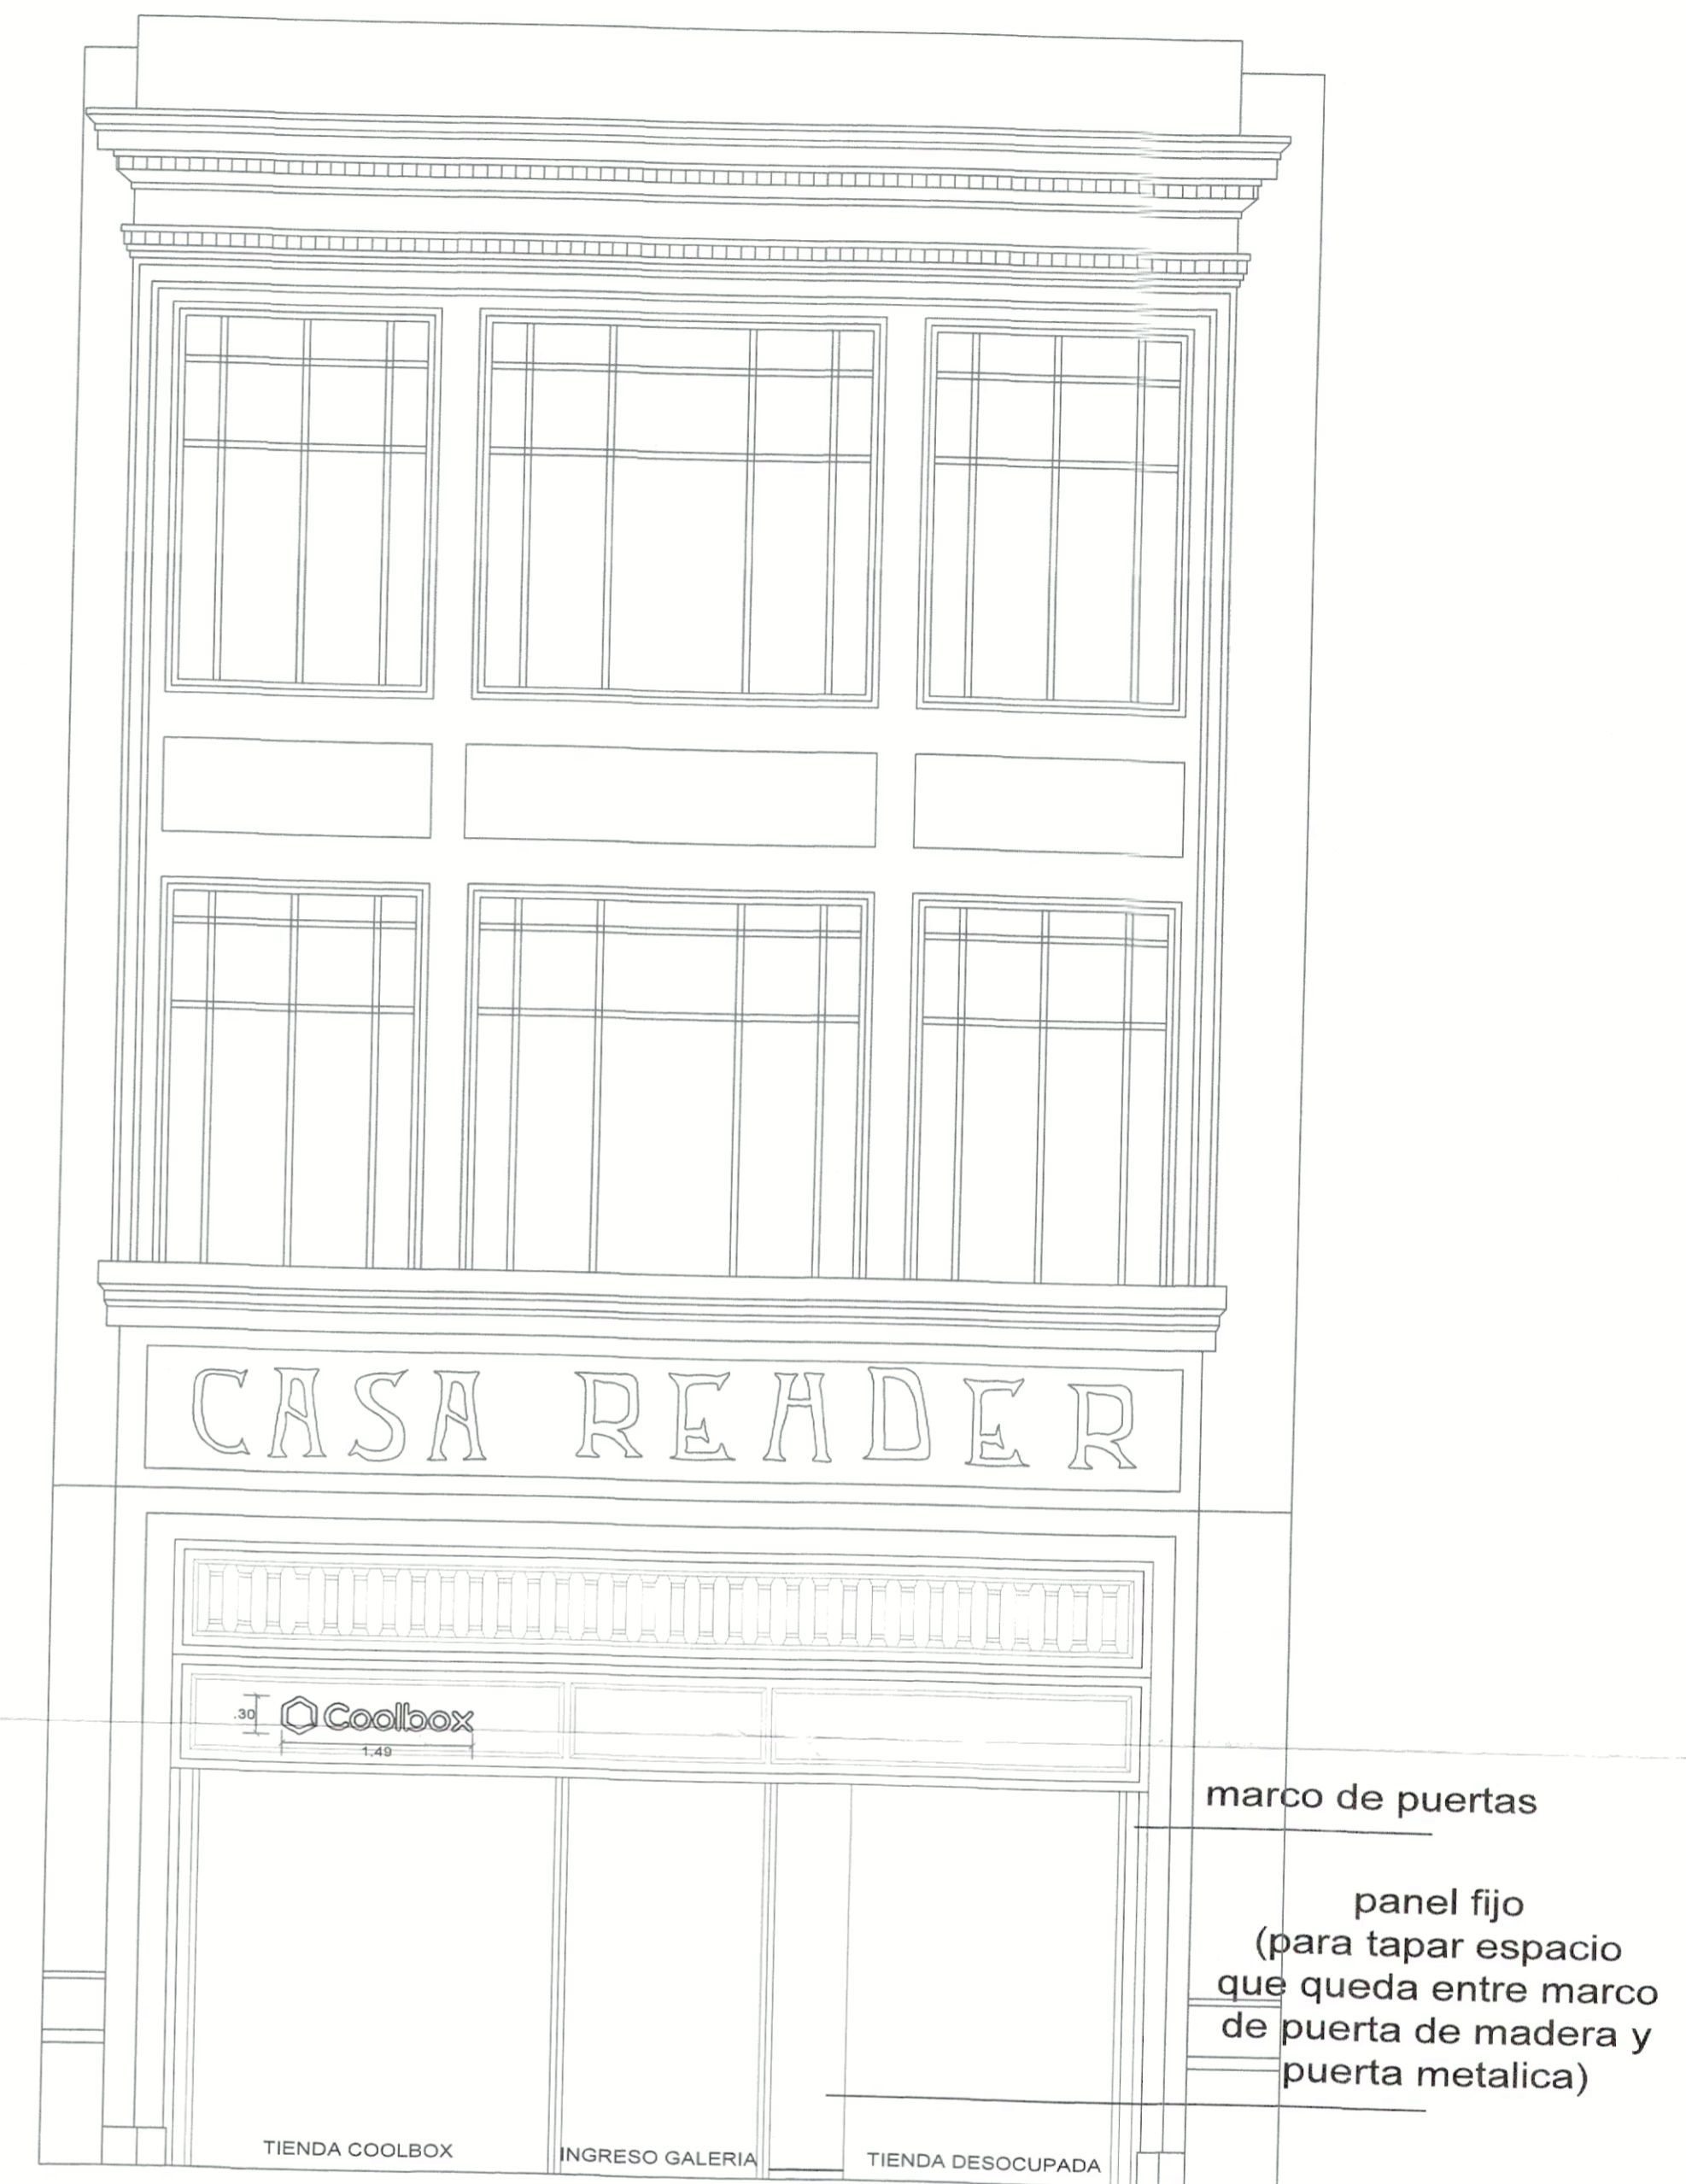 CASA REHDER
.30
Coolbox
1.49
marco de puertas
panel fijo
(para tapar espacio
que queda entre marco
de puerta de madera y
puerta metalica)
TIENDA COOLBOX
INGRESO GALERIA
TIENDA DESOCUPADA